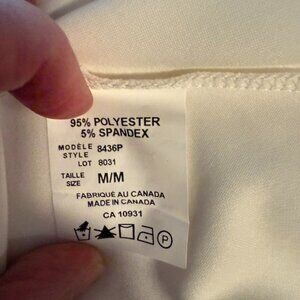 95% POLYESTER
5% SPANDEX
MODÈLE STYLE 8436P
LOT 8031
TAILLE SIZE M/M
FABRIQUÉ AU CANADA
MADE IN CANADA
CA 10931
P